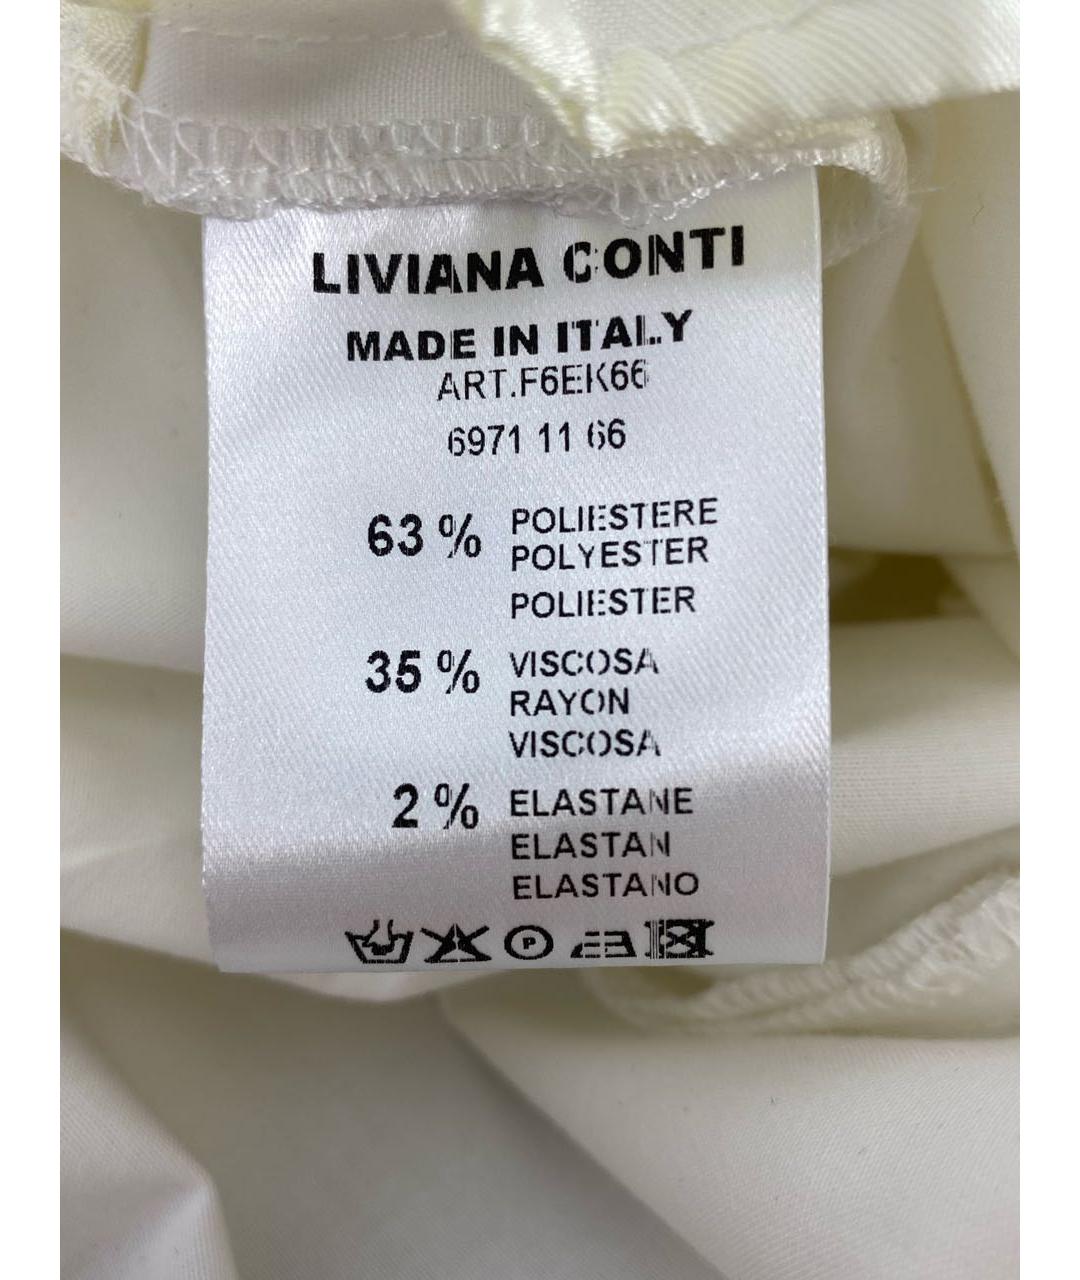 LIVIANA CONTI
MADE IN ITALY
ART.F6EK66
6971 11 66
63 % POLIESTERE
POLYESTER
POLIESTER
35 % VISCOSA
RAYON
VISCOSA
2 % ELASTANE
ELASTAN
ELASTANO
P